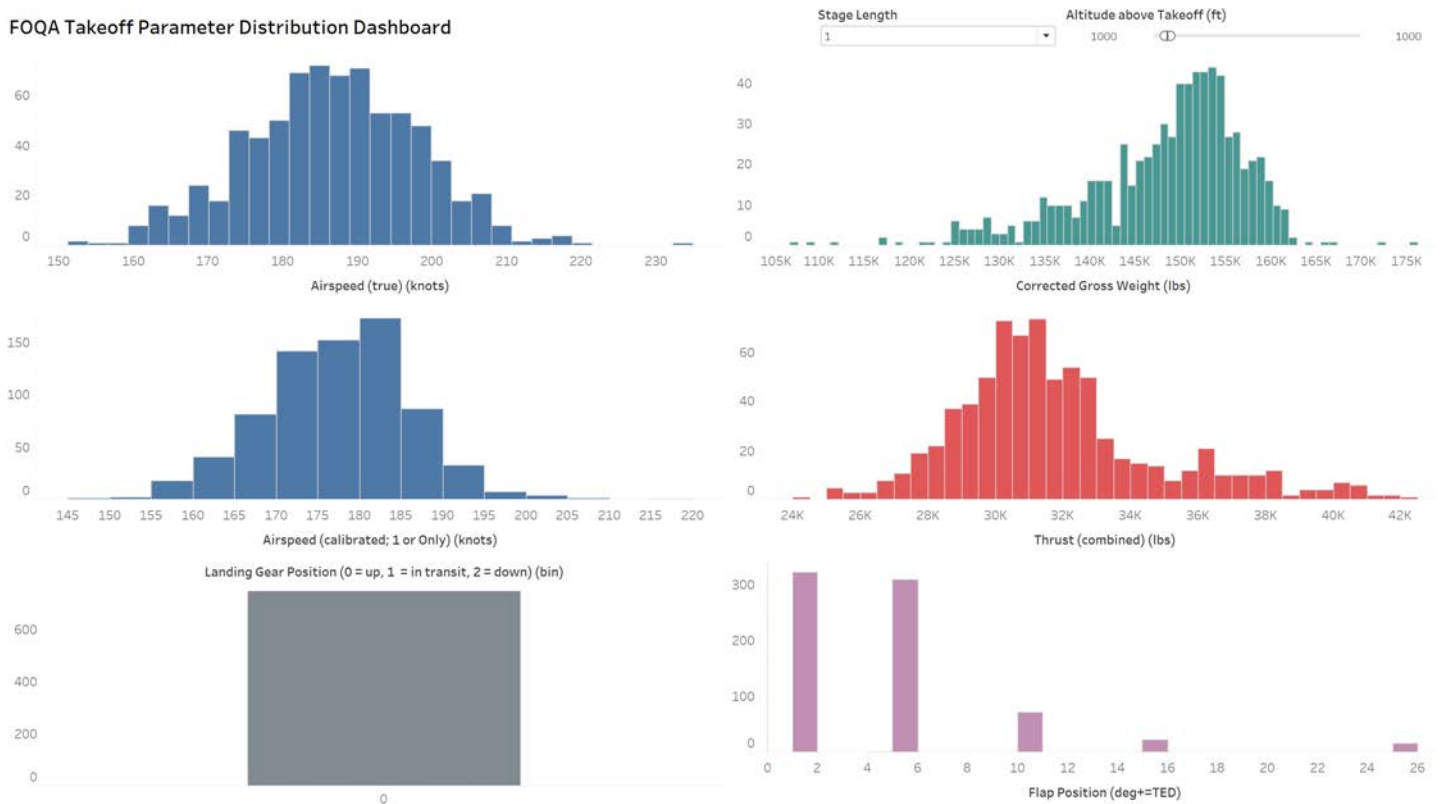 FOQA Takeoff Parameter Distribution Dashboard
Stage Length
1
Altitude above Takeoff (ft)
1000 1000
60
40
20
0
150 160 170 180 190 200 210 220 230
Airspeed (true) (knots)
40
30
20
10
0
105K 110K 115K 120K 125K 130K 135K 140K 145K 150K 155K 160K 165K 170K 175K
Corrected Gross Weight (lbs)
150
100
50
0
145 150 155 160 165 170 175 180 185 190 195 200 205 210 215 220
Airspeed (calibrated; 1 or Only) (knots)
60
40
20
0
24K 26K 28K 30K 32K 34K 36K 38K 40K 42K
Thrust (combined) (lbs)
Landing Gear Position (0 = up, 1 = in transit, 2 = down) (bin)
600
400
200
0
0
300
200
100
0
0 2 4 6 8 10 12 14 16 18 20 22 24 26
Flap Position (deg+=TED)